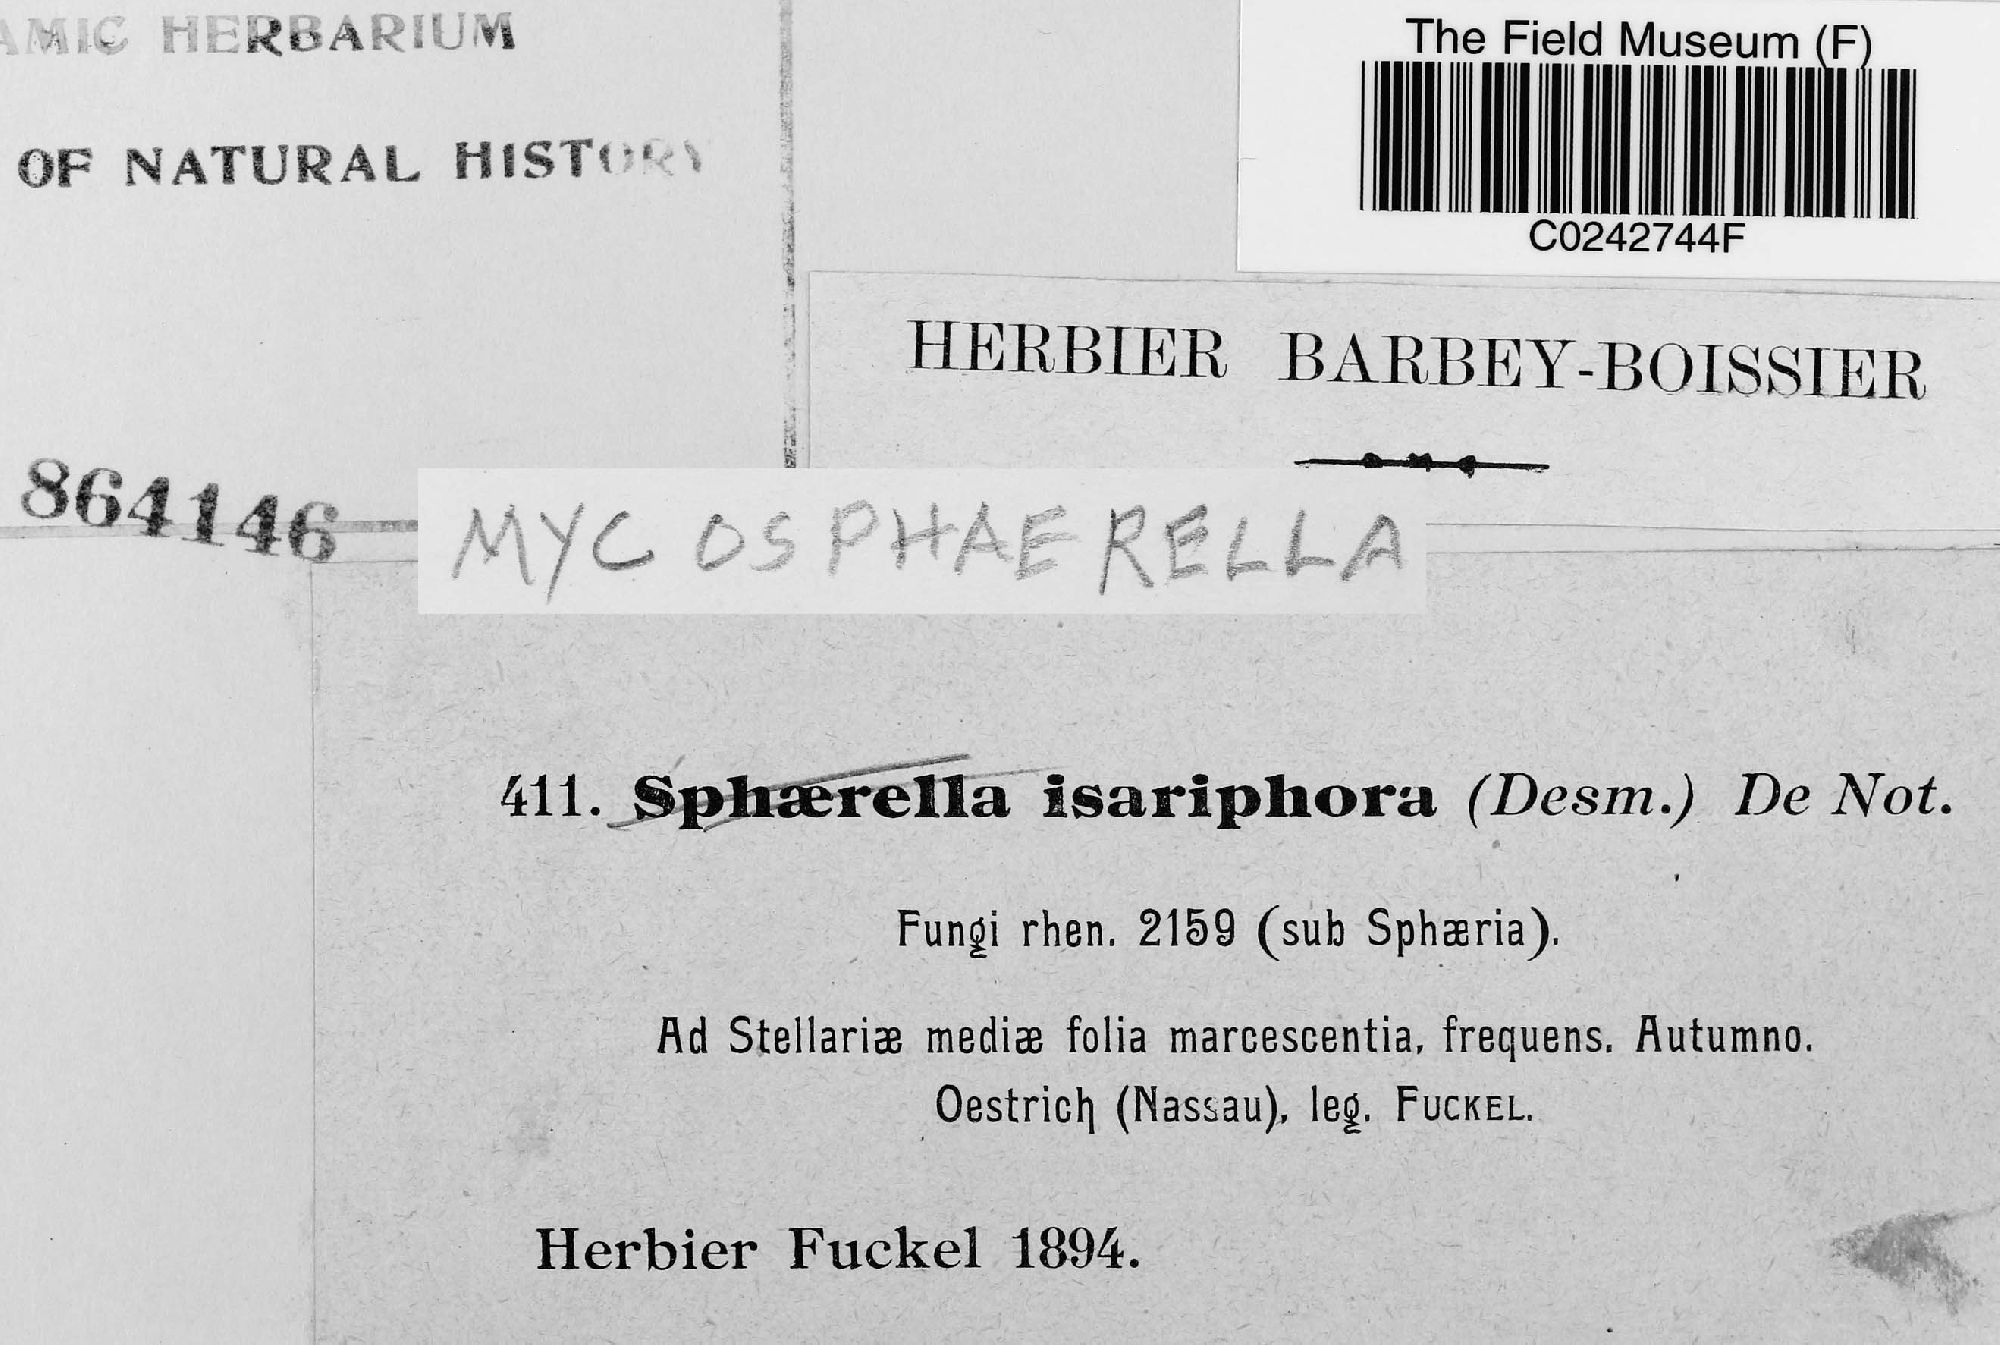 AMIC HERBARIUM
OF NATURAL HISTORY
864146
The Field Museum (F)
C0242744F
HERBIER BARBEY-BOISSIER
MYCOSPHAERELLA
411. Sphærella isariphora (Desm.) De Not.
Fungi rhen. 2159 (sub Sphæria).
Ad Stellariæ mediæ folia marcescentia, frequens. Autumno.
Oestrich (Nassau), leg. FUCKEL.
Herbier Fuckel 1894.